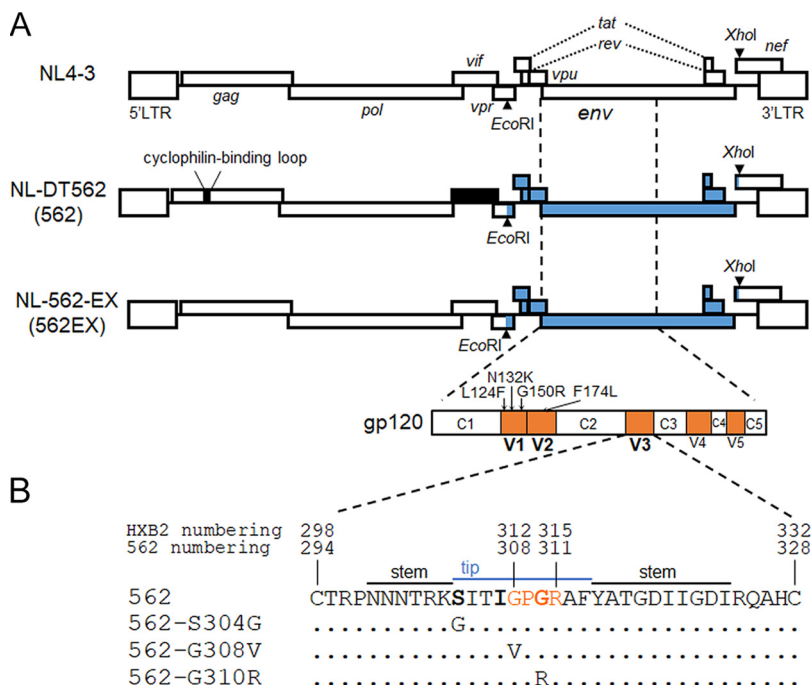 A
NL4-3
5'LTR
gag
pol
vif
vpr
EcoRI
tat
rev
vpu
env
XhoI
nef
3'LTR
cyclophilin-binding loop
NL-DT562
(562)
EcoRI
XhoI
NL-562-EX
(562EX)
EcoRI
XhoI
N132K
L124F G150R F174L
gp120
C1 C2 C3 C4 C5
V1 V2 V3 V4 V5
B
HXB2 numbering 298 312 315 332
562 numbering 294 308 311 328
stem tip stem
562 CTRPNNNTRKSITIGPGRAFYATGDIIGDIRQAHC
562-S304G ..........G........................
562-G308V ..............V....................
562-G310R ................R..................